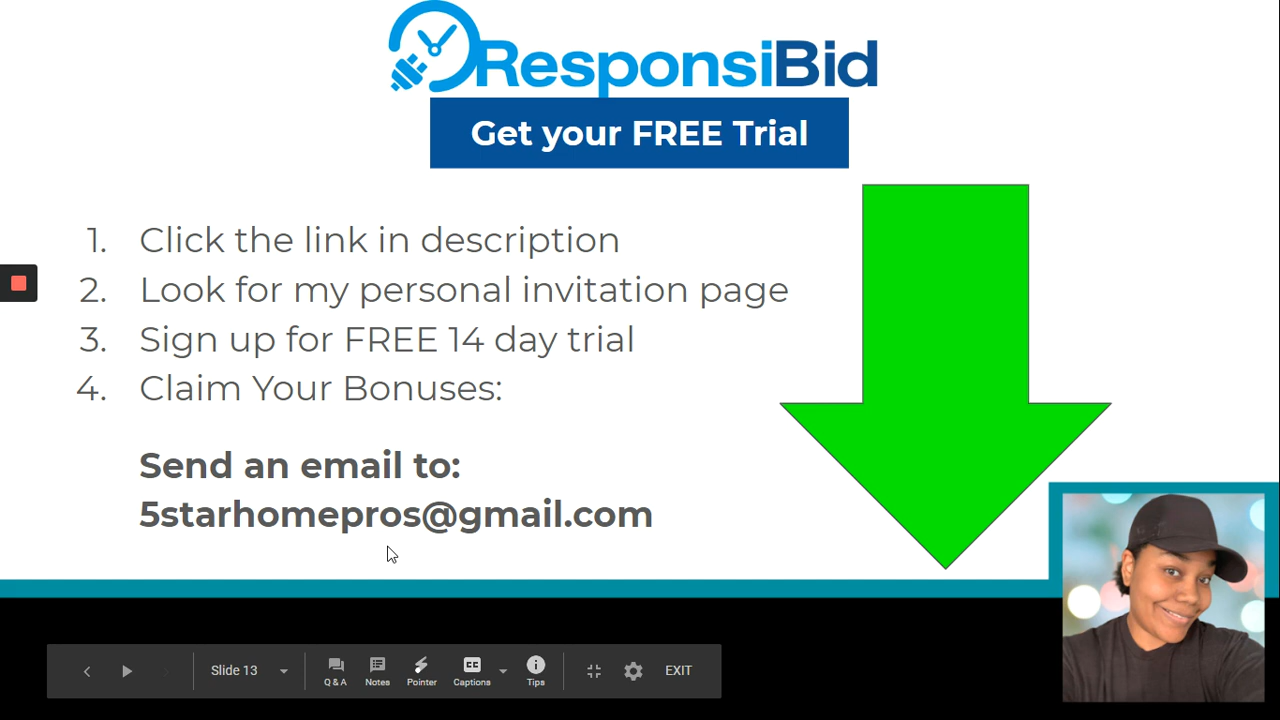 ResponsiBid
Get your FREE Trial
1. Click the link in description
2. Look for my personal invitation page
3. Sign up for FREE 14 day trial
4. Claim Your Bonuses:
Send an email to:
5starhomepros@gmail.com
Slide 13
Q & A
Notes
Pointer
CC
Captions
Tips
EXIT